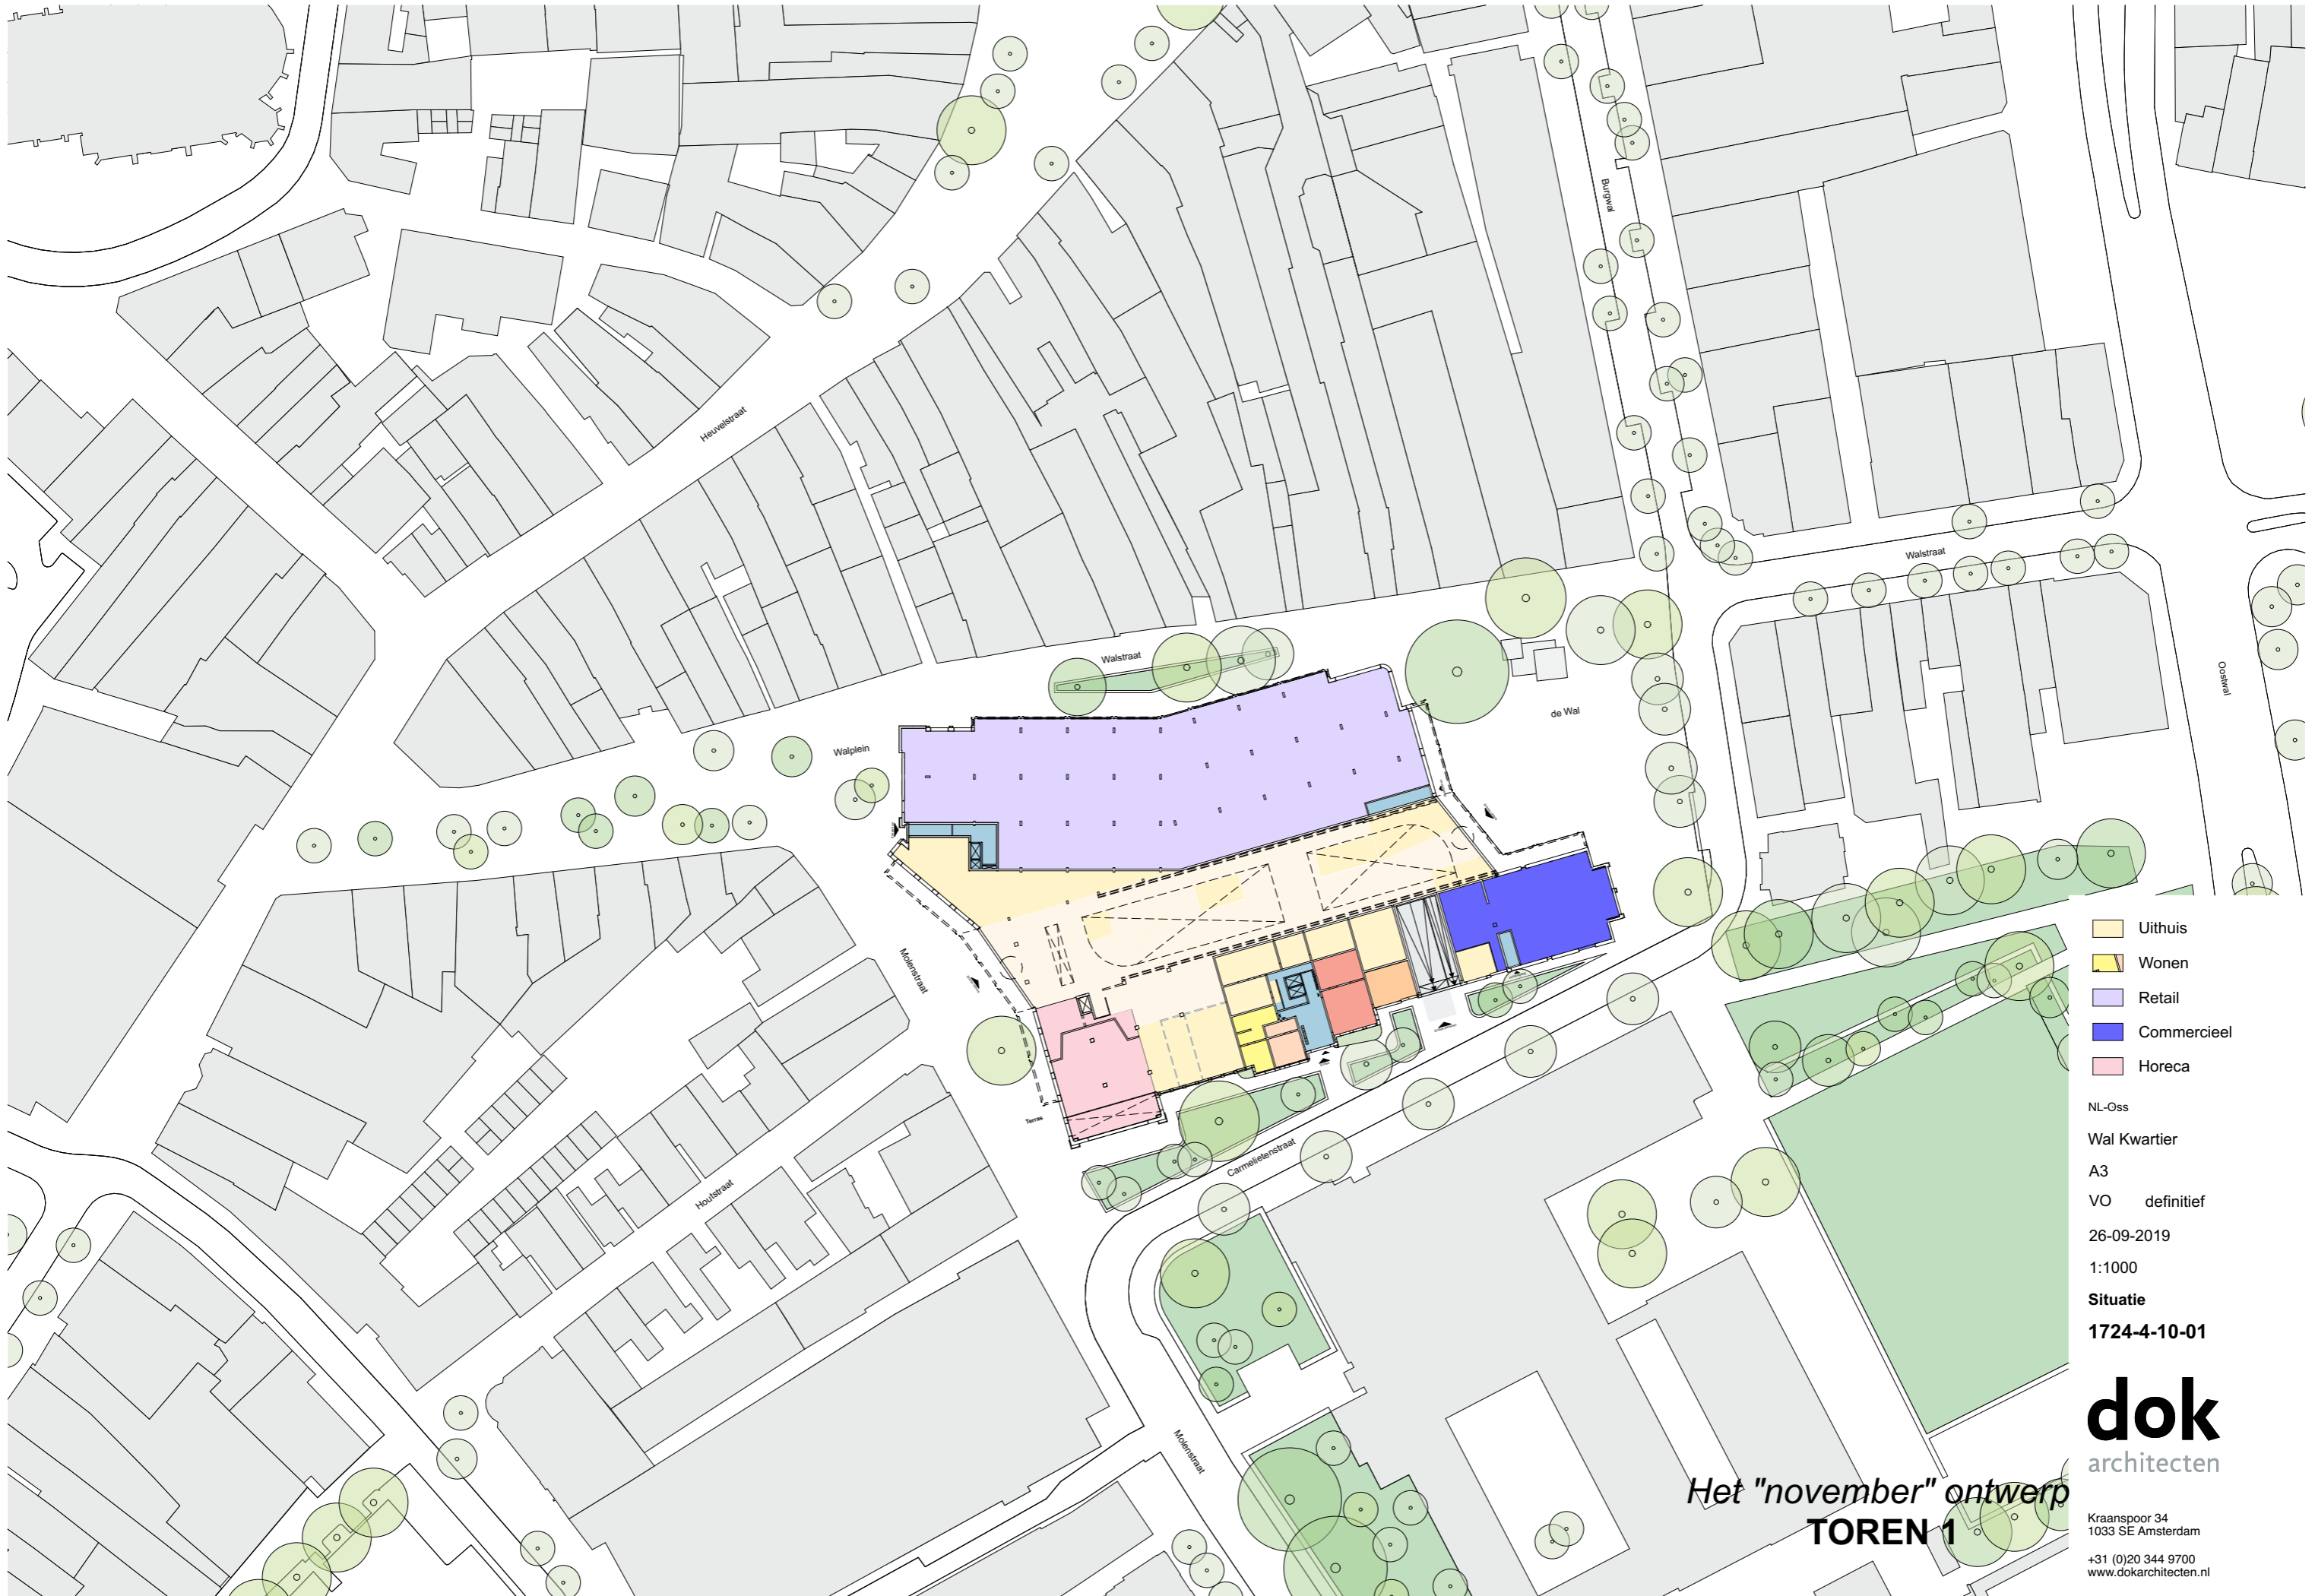 Burgwal
Heuvelstraat
Walstraat
Walstraat
Oostwal
de Wal
Walplein
Molenstraat
Terras
Carmelietenstraat
Houtstraat
Molenstraat
Uithuis
Wonen
Retail
Commercieel
Horeca
NL-Oss
Wal Kwartier
A3
VO definitief
26-09-2019
1:1000
Situatie
1724-4-10-01
dok
architecten
Het "november" ontwerp
TOREN 1
Kraanspoor 34
1033 SE Amsterdam
+31 (0)20 344 9700
www.dokarchitecten.nl